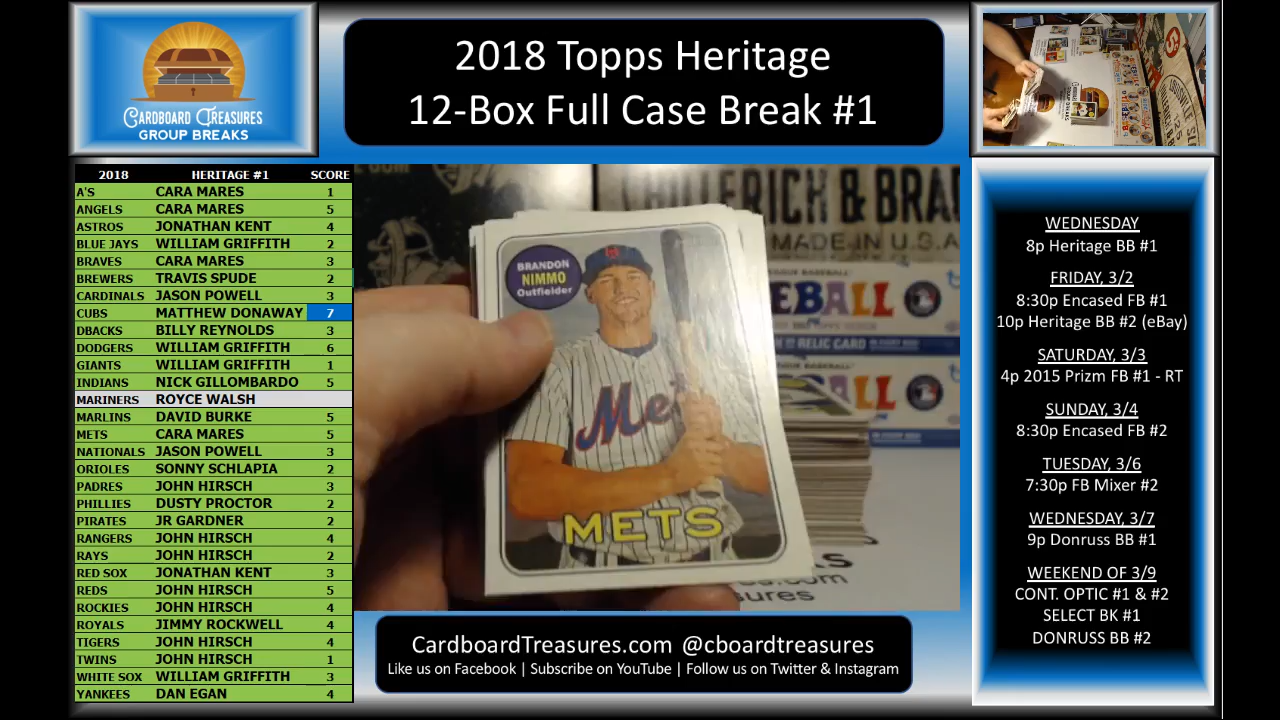 CARDBOARD TREASURES
GROUP BREAKS
2018 Topps Heritage
12-Box Full Case Break #1
2018 HERITAGE #1 SCORE
A'S CARA MARES 1
ANGELS CARA MARES 5
ASTROS JONATHAN KENT 4
BLUE JAYS WILLIAM GRIFFITH 2
BRAVES CARA MARES 3
BREWERS TRAVIS SPUDE 2
CARDINALS JASON POWELL 3
CUBS MATTHEW DONAWAY 7
DBACKS BILLY REYNOLDS 3
DODGERS WILLIAM GRIFFITH 6
GIANTS WILLIAM GRIFFITH 1
INDIANS NICK GILLOMBARDO 5
MARINERS ROYCE WALSH
MARLINS DAVID BURKE 5
METS CARA MARES 5
NATIONALS JASON POWELL 3
ORIOLES SONNY SCHLAPIA 2
PADRES JOHN HIRSCH 3
PHILLIES DUSTY PROCTOR 2
PIRATES JR GARDNER 2
RANGERS JOHN HIRSCH 4
RAYS JOHN HIRSCH 2
RED SOX JONATHAN KENT 3
REDS JOHN HIRSCH 5
ROCKIES JOHN HIRSCH 4
ROYALS JIMMY ROCKWELL 4
TIGERS JOHN HIRSCH 4
TWINS JOHN HIRSCH 1
WHITE SOX WILLIAM GRIFFITH 3
YANKEES DAN EGAN 4
LLERICH & BRAD
MADE IN U.S.A
EBALL
RELIC CARD
BRANDON
NIMMO
Outfielder
Me
METS
CardboardTreasures.com @cboardtreasures
Like us on Facebook | Subscribe on YouTube | Follow us on Twitter & Instagram
WEDNESDAY
8p Heritage BB #1
FRIDAY, 3/2
8:30p Encased FB #1
10p Heritage BB #2 (eBay)
SATURDAY, 3/3
4p 2015 Prizm FB #1 - RT
SUNDAY, 3/4
8:30p Encased FB #2
TUESDAY, 3/6
7:30p FB Mixer #2
WEDNESDAY, 3/7
9p Donruss BB #1
WEEKEND OF 3/9
CONT. OPTIC #1 & #2
SELECT BK #1
DONRUSS BB #2